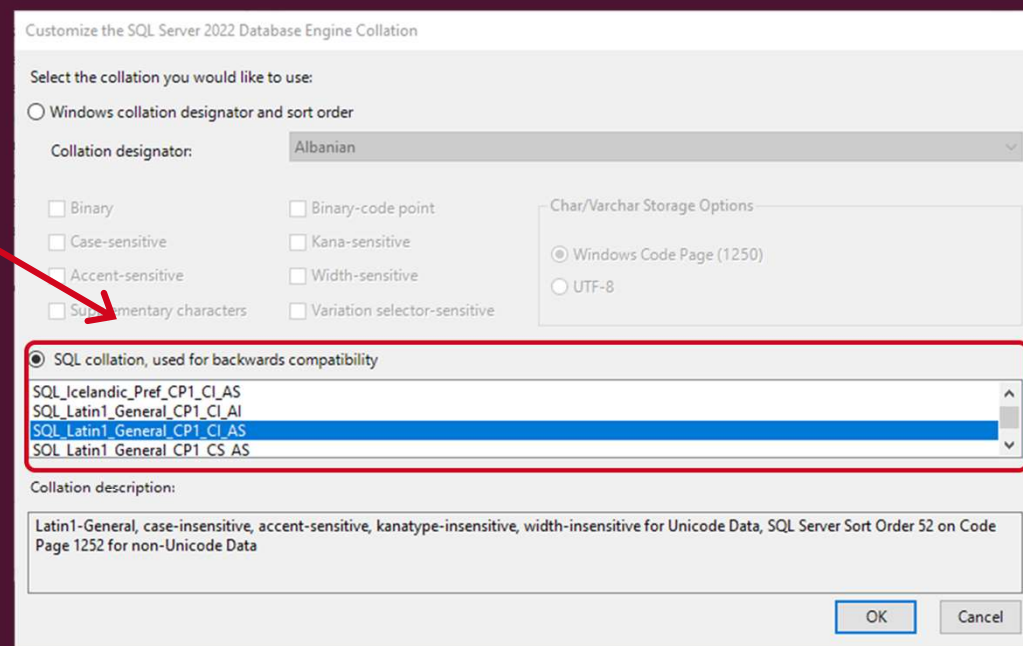 Customize the SQL Server 2022 Database Engine Collation
Select the collation you would like to use:
Windows collation designator and sort order
Collation designator:
Albanian
Binary
Binary-code point
Char/Varchar Storage Options
Case-sensitive
Kana-sensitive
Windows Code Page (1250)
Accent-sensitive
Width-sensitive
UTF-8
Supplementary characters
Variation selector-sensitive
SQL collation, used for backwards compatibility
SQL_Icelandic_Pref_CP1_CI_AS
SQL_Latin1_General_CP1_CI_AI
SQL_Latin1_General_CP1_CI_AS
SQL_Latin1_General_CP1_CS_AS
Collation description:
Latin1-General, case-insensitive, accent-sensitive, kanatype-insensitive, width-insensitive for Unicode Data, SQL Server Sort Order 52 on Code
Page 1252 for non-Unicode Data
OK
Cancel